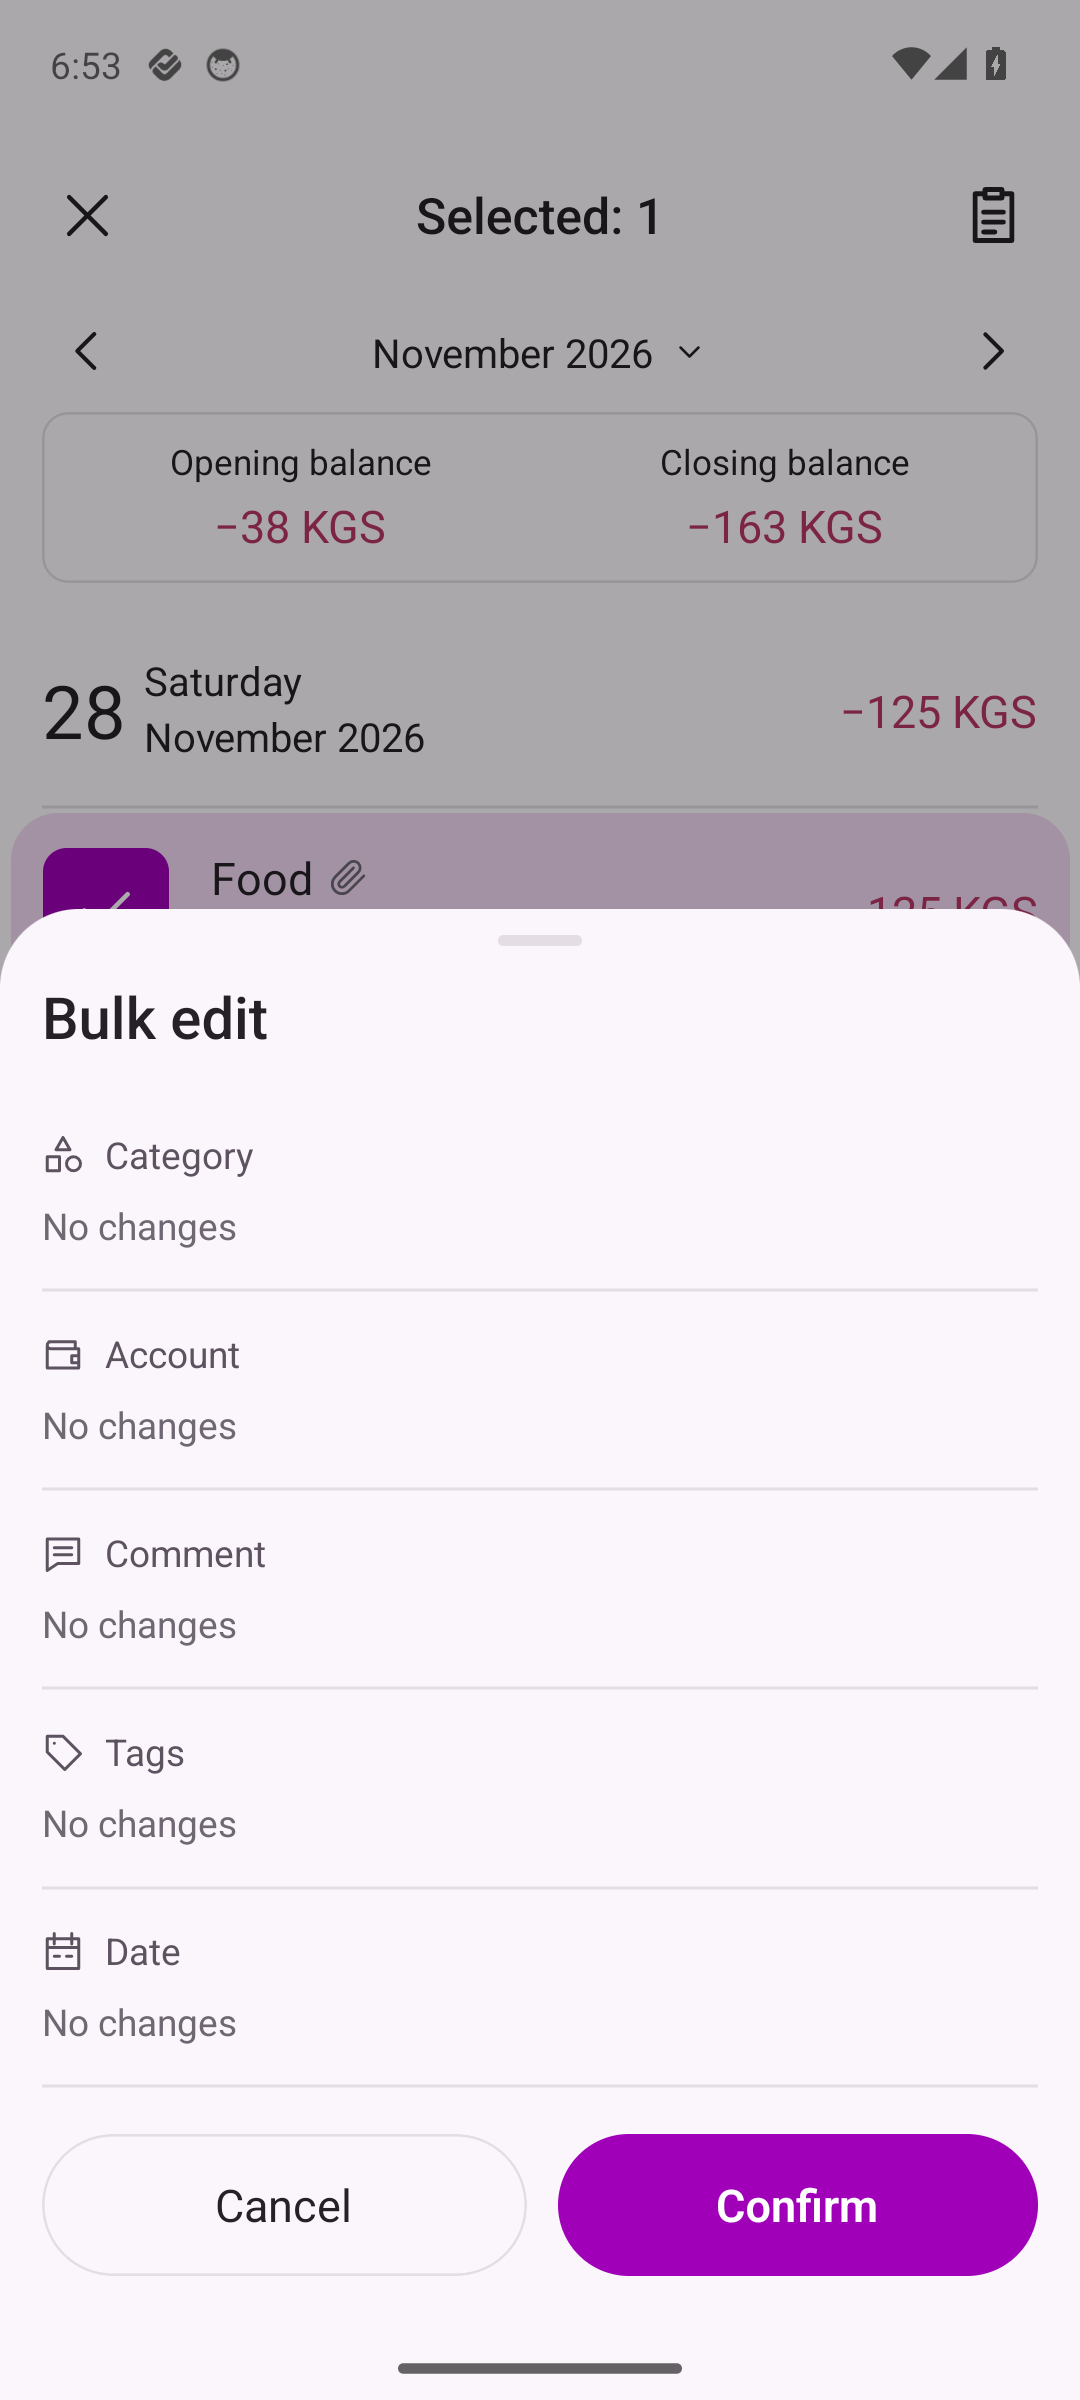 6:53
Selected: 1
November 2026
Opening balance
Closing balance
−38 KGS
−163 KGS
28
Saturday
November 2026
−125 KGS
Food
125 KGS
Bulk edit
Category
No changes
Account
No changes
Comment
No changes
Tags
No changes
Date
No changes
Cancel
Confirm